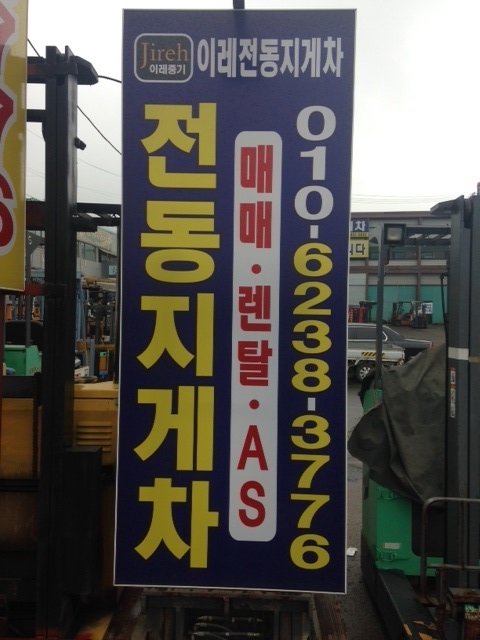 Jireh
이레중기
이레전동지게차
전동지게차
매매·렌탈·AS
010-6238-3776